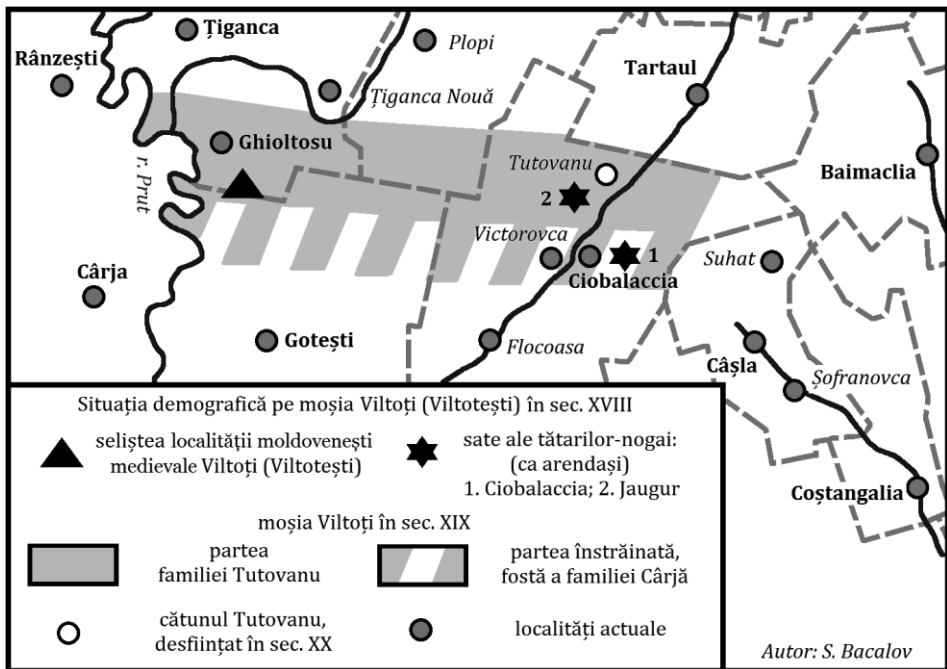 Țiganca
Rânzești
Plopi
Țiganca Nouă
Tartaul
Ghioltosu
r. Prut
Tutovanu
Baimaclia
2
Victorovca
1
Ciobalaccia
Suhat
Cârja
Gotești
Flocoasa
Câșla
Șofranovca
Coștangalia
Situația demografică pe moșia Viltoți (Viltotești) în sec. XVIII
seliștea localității moldovenești
medievale Viltoți (Viltotești)
sate ale tătarilor-nogai:
(ca arendași)
1. Ciobalaccia; 2. Jaugur
moșia Viltoți în sec. XIX
partea
familiei Tutovanu
partea înstrăinată,
fostă a familiei Cârjă
cătunul Tutovanu,
desființat în sec. XX
localități actuale
Autor: S. Bacalov